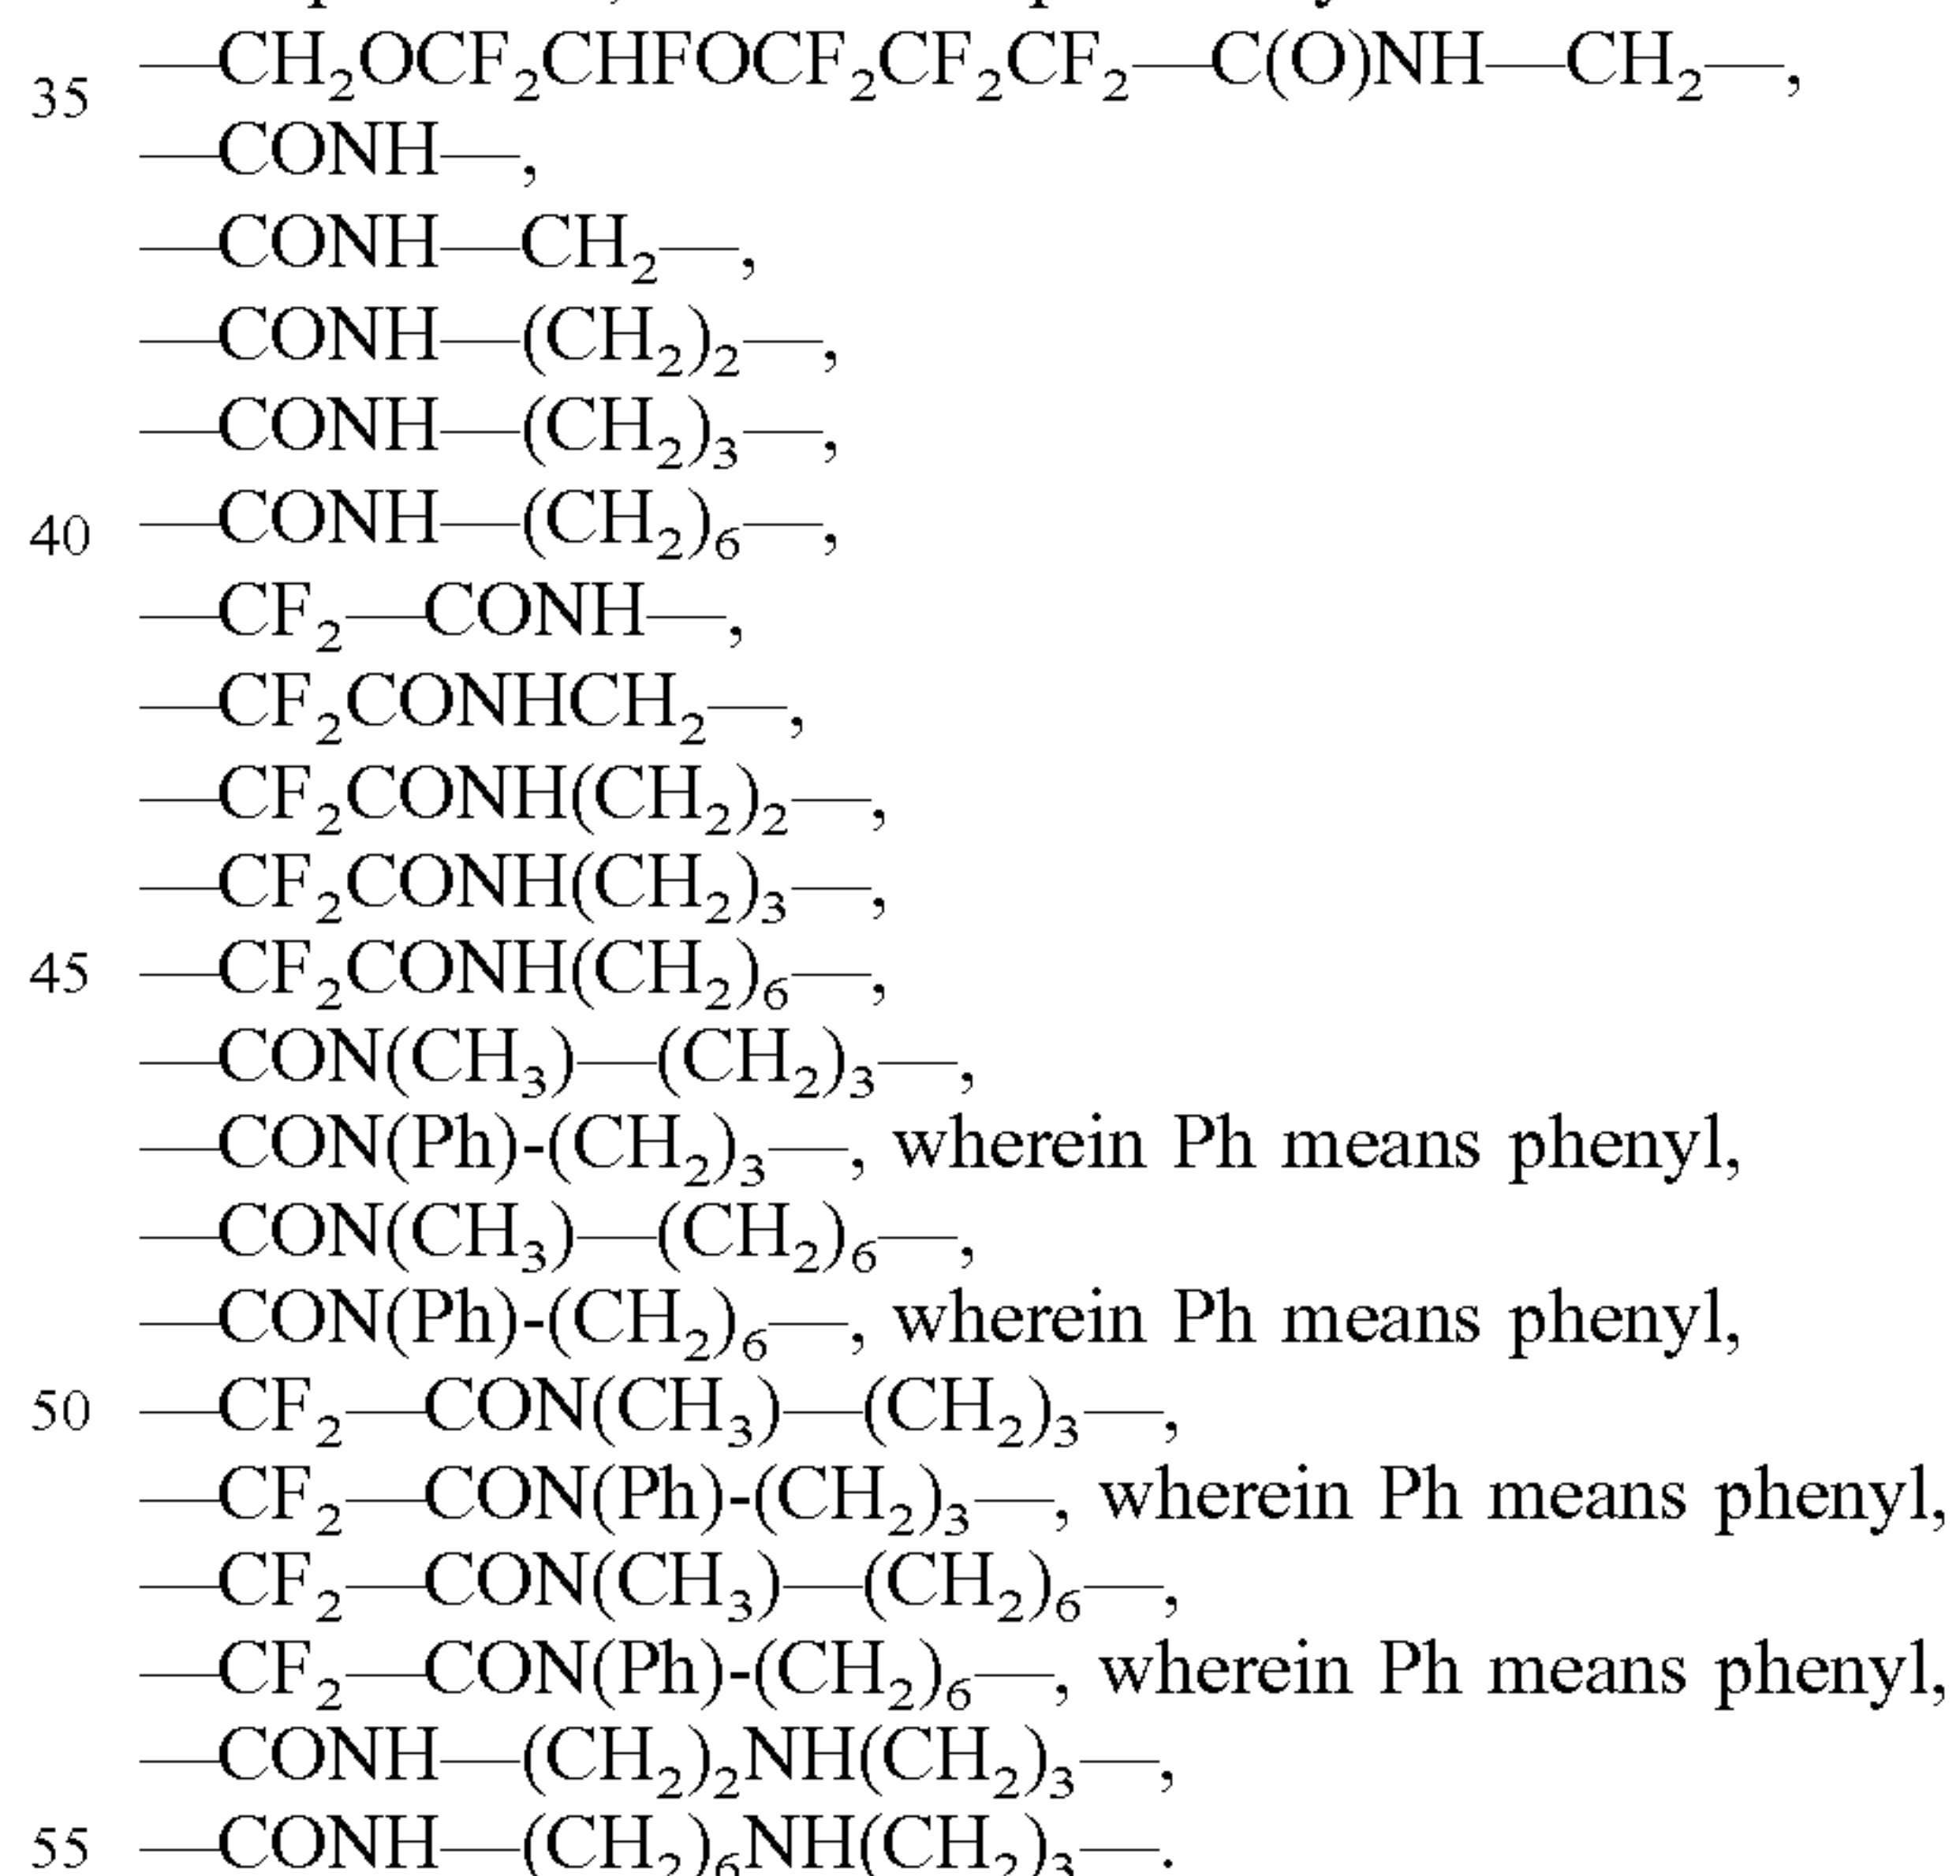 —CH₂OCF₂CHFOCF₂CF₂CF₂—C(O)NH—CH₂—,
35
—CONH—,
—CONH—CH₂—,
—CONH—(CH₂)₂—,
—CONH—(CH₂)₃—,
40 —CONH—(CH₂)₆—,
—CF₂—CONH—,
—CF₂CONHCH₂—,
—CF₂CONH(CH₂)₂—,
—CF₂CONH(CH₂)₃—,
45 —CF₂CONH(CH₂)₆—,
—CON(CH₃)—(CH₂)₃—,
—CON(Ph)-(CH₂)₃—, wherein Ph means phenyl,
—CON(CH₃)—(CH₂)₆—,
—CON(Ph)-(CH₂)₆—, wherein Ph means phenyl,
50 —CF₂—CON(CH₃)—(CH₂)₃—,
—CF₂—CON(Ph)-(CH₂)₃—, wherein Ph means phenyl,
—CF₂—CON(CH₃)—(CH₂)₆—,
—CF₂—CON(Ph)-(CH₂)₆—, wherein Ph means phenyl,
—CONH—(CH₂)₂NH(CH₂)₃—,
55 —CONH—(CH₂)₆NH(CH₂)₃—.